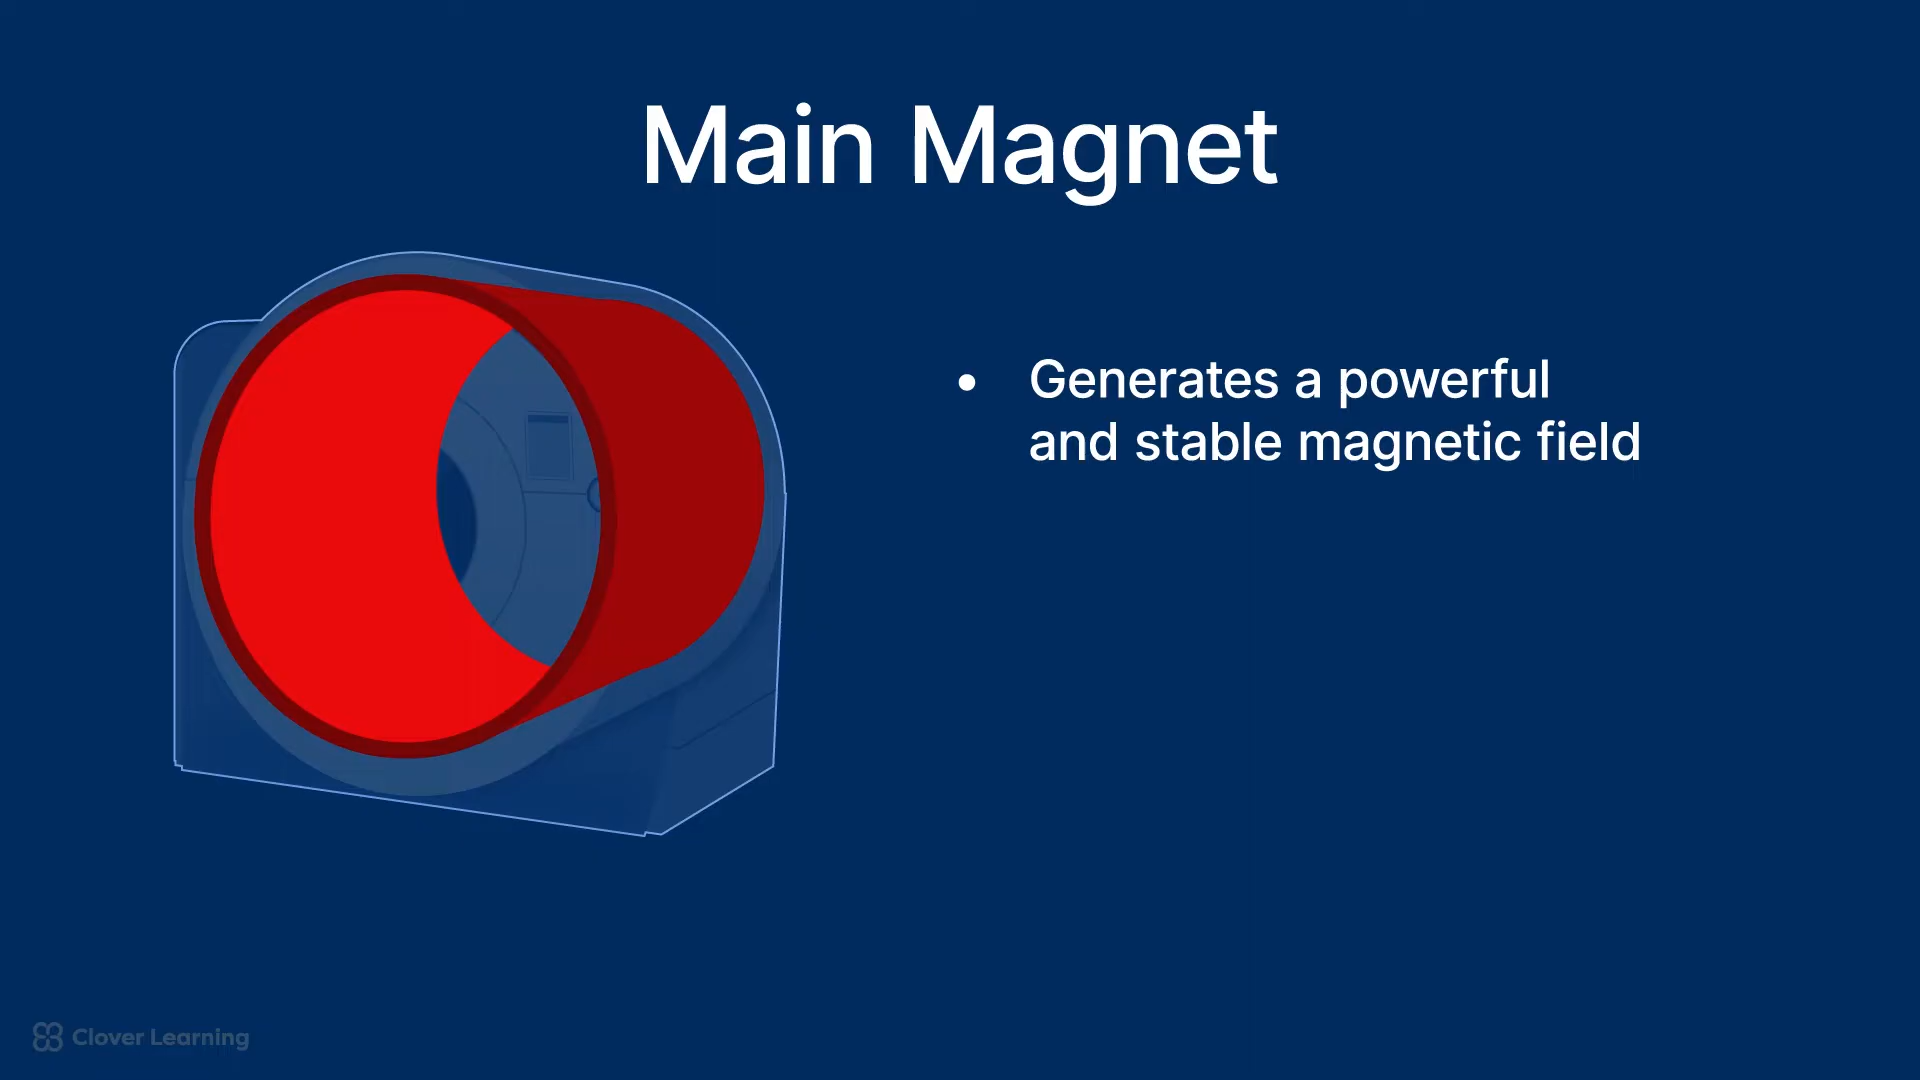 Main Magnet
• Generates a powerful
and stable magnetic field
Clover Learning